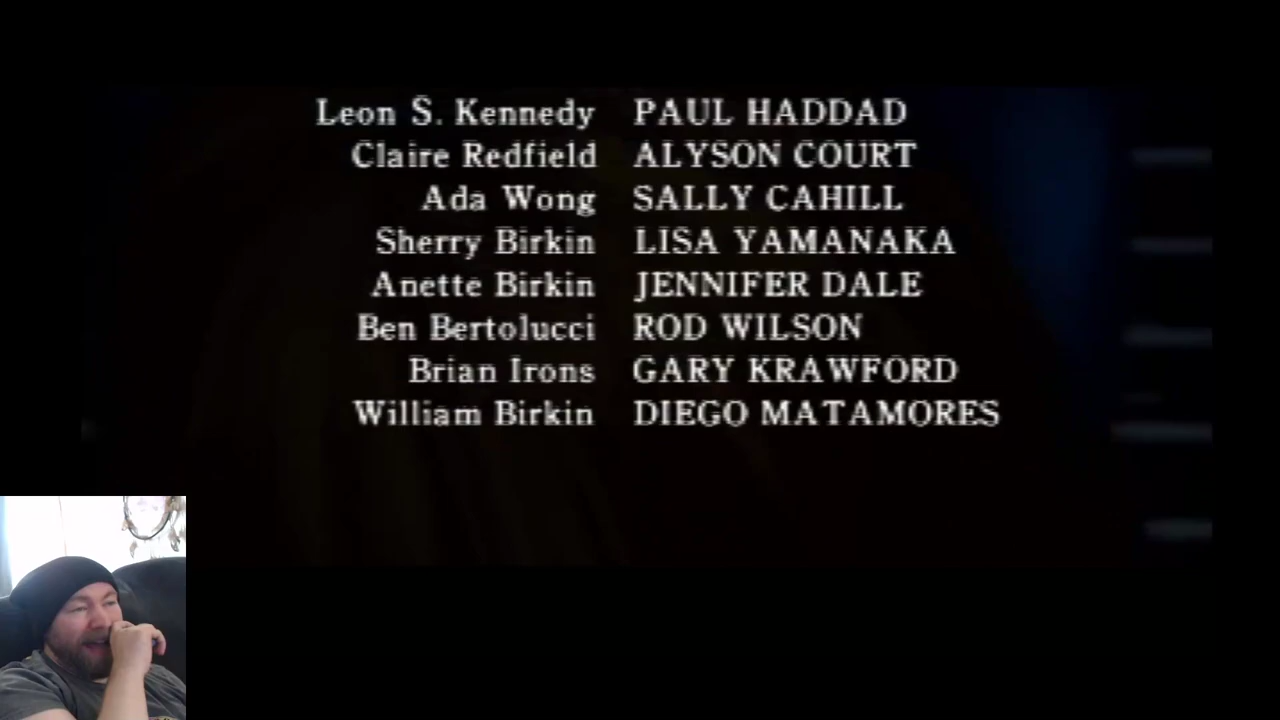 Leon S. Kennedy PAUL HADDAD
Claire Redfield ALYSON COURT
Ada Wong SALLY CAHILL
Sherry Birkin LISA YAMANAKA
Anette Birkin JENNIFER DALE
Ben Bertolucci ROD WILSON
Brian Irons GARY KRAWFORD
William Birkin DIEGO MATAMORES